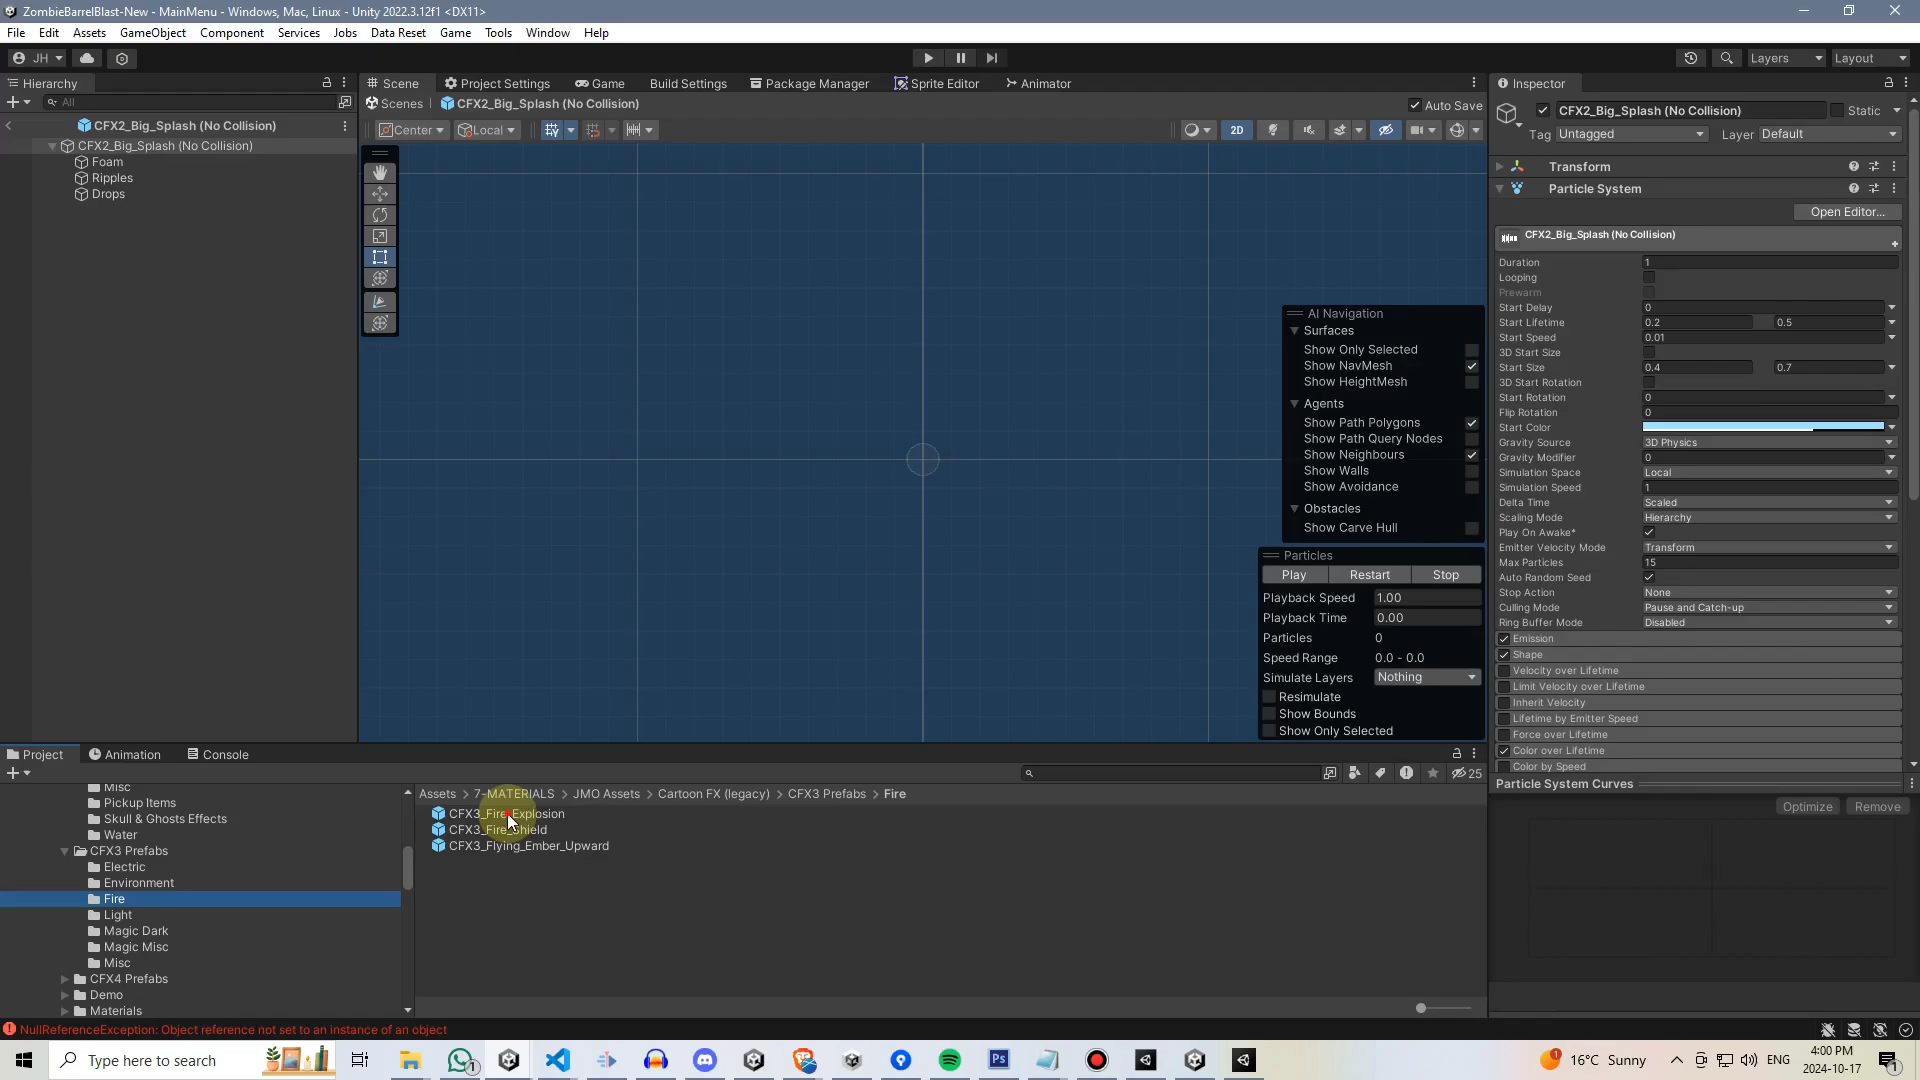 ZombieBarrelBlast-New - MainMenu - Windows, Mac, Linux - Unity 2022.3.12f1 <DX11>
File Edit Assets GameObject Component Services Jobs Data Reset Game Tools Window Help
JH Layers Layout
Hierarchy
All
CFX2_Big_Splash (No Collision)
CFX2_Big_Splash (No Collision)
Foam
Ripples
Drops
Scene Project Settings Game Build Settings Package Manager Sprite Editor Animator
Scenes CFX2_Big_Splash (No Collision) Auto Save
Center Local 2D
AI Navigation
Surfaces
Show Only Selected
Show NavMesh
Show HeightMesh
Agents
Show Path Polygons
Show Path Query Nodes
Show Neighbours
Show Walls
Show Avoidance
Obstacles
Show Carve Hull
Particles
Play Restart Stop
Playback Speed 1.00
Playback Time 0.00
Particles 0
Speed Range 0.0 - 0.0
Simulate Layers Nothing
Resimulate
Show Bounds
Show Only Selected
Inspector
CFX2_Big_Splash (No Collision) Static
Tag Untagged Layer Default
Transform
Particle System
Open Editor...
CFX2_Big_Splash (No Collision)
Duration 1
Looping
Prewarm
Start Delay 0
Start Lifetime 0.2 0.5
Start Speed 0.01
3D Start Size
Start Size 0.4 0.7
3D Start Rotation
Start Rotation 0
Flip Rotation 0
Start Color
Gravity Source 3D Physics
Gravity Modifier 0
Simulation Space Local
Simulation Speed 1
Delta Time Scaled
Scaling Mode Hierarchy
Play On Awake*
Emitter Velocity Mode Transform
Max Particles 15
Auto Random Seed
Stop Action None
Culling Mode Pause and Catch-up
Ring Buffer Mode Disabled
Emission
Shape
Velocity over Lifetime
Limit Velocity over Lifetime
Inherit Velocity
Lifetime by Emitter Speed
Force over Lifetime
Color over Lifetime
Color by Speed
Particle System Curves
Optimize Remove
Project Animation Console
25
Misc
Pickup Items
Skull & Ghosts Effects
Water
CFX3 Prefabs
Electric
Environment
Fire
Light
Magic Dark
Magic Misc
Misc
CFX4 Prefabs
Demo
Materials
Assets > 7-MATERIALS > JMO Assets > Cartoon FX (legacy) > CFX3 Prefabs > Fire
CFX3_Fire_Explosion
CFX3_Fire_Shield
CFX3_Flying_Ember_Upward
NullReferenceException: Object reference not set to an instance of an object
Type here to search
1
Ps
1 16°C Sunny
ENG
4:00 PM
2024-10-17
1